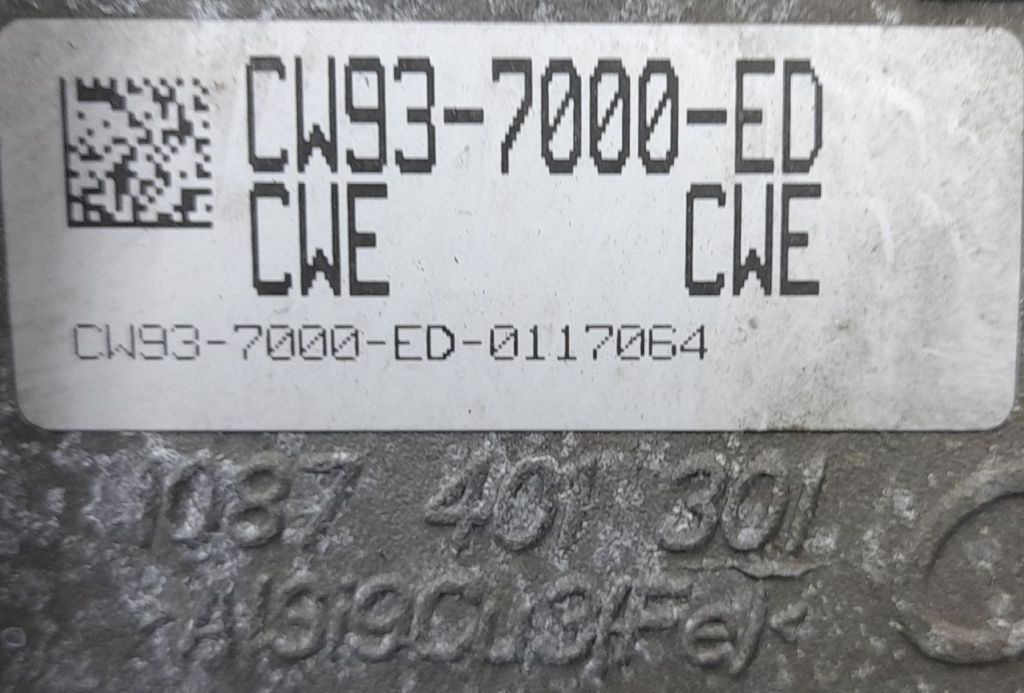 CW93-7000-ED
CWE CWE
CW93-7000-ED-0117064
1087 401 301
>AlSi9Cu3(Fe)<